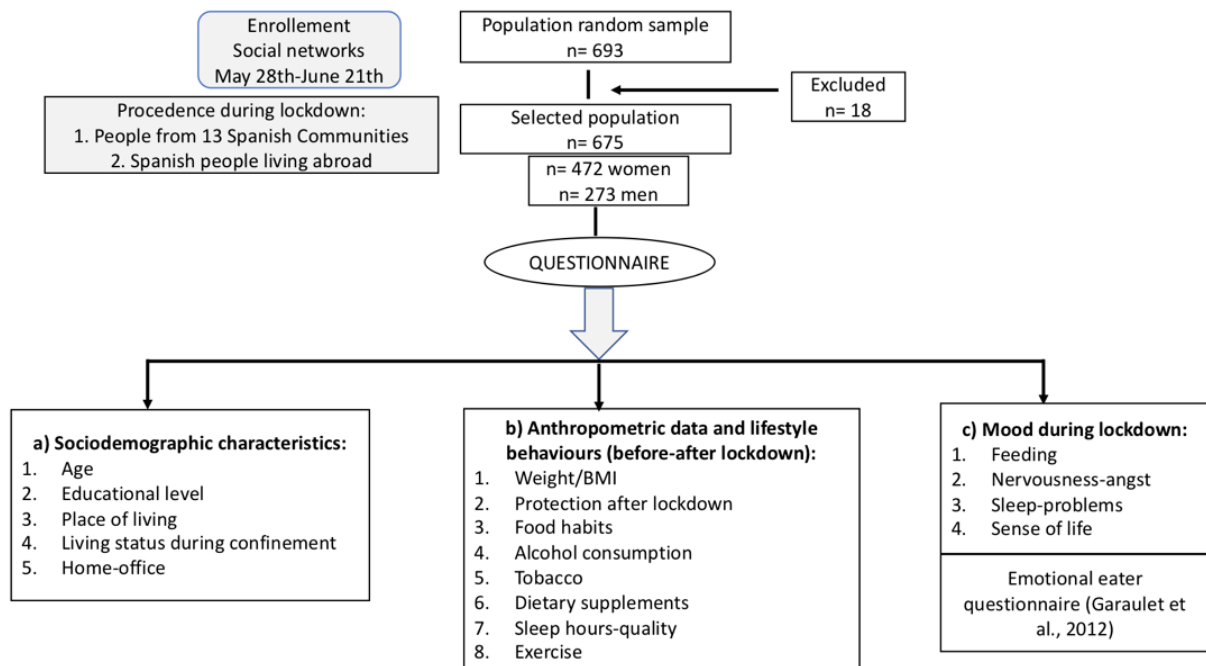 Enrollement
Social networks
May 28th-June 21th
Population random sample
n= 693
Excluded
n= 18
Procedence during lockdown:
1. People from 13 Spanish Communities
2. Spanish people living abroad
Selected population
n= 675
n= 472 women
n= 273 men
QUESTIONNAIRE
a) Sociodemographic characteristics:
1. Age
2. Educational level
3. Place of living
4. Living status during confinement
5. Home-office
b) Anthropometric data and lifestyle
behaviours (before-after lockdown):
1. Weight/BMI
2. Protection after lockdown
3. Food habits
4. Alcohol consumption
5. Tobacco
6. Dietary supplements
7. Sleep hours-quality
8. Exercise
c) Mood during lockdown:
1. Feeding
2. Nervousness-angst
3. Sleep-problems
4. Sense of life
Emotional eater
questionnaire (Garaulet et
al., 2012)